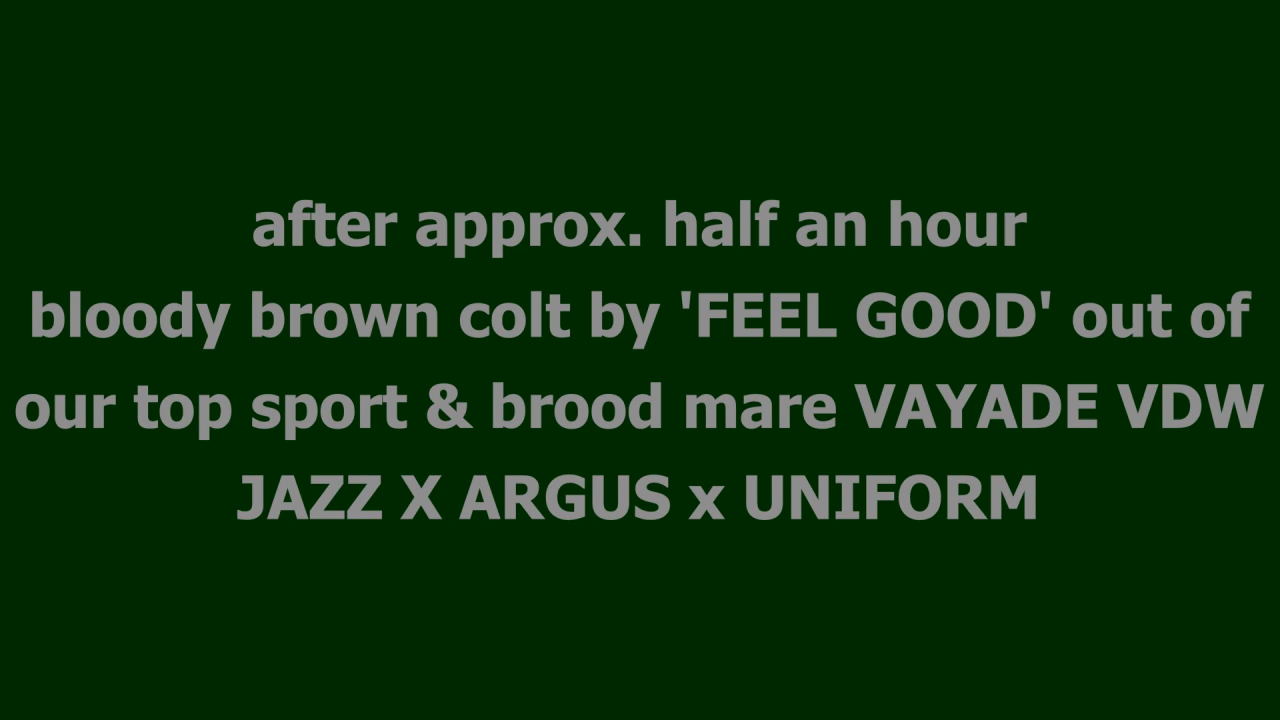 after approx. half an hour
bloody brown colt by 'FEEL GOOD' out of
our top sport & brood mare VAYADE VDW
JAZZ X ARGUS x UNIFORM